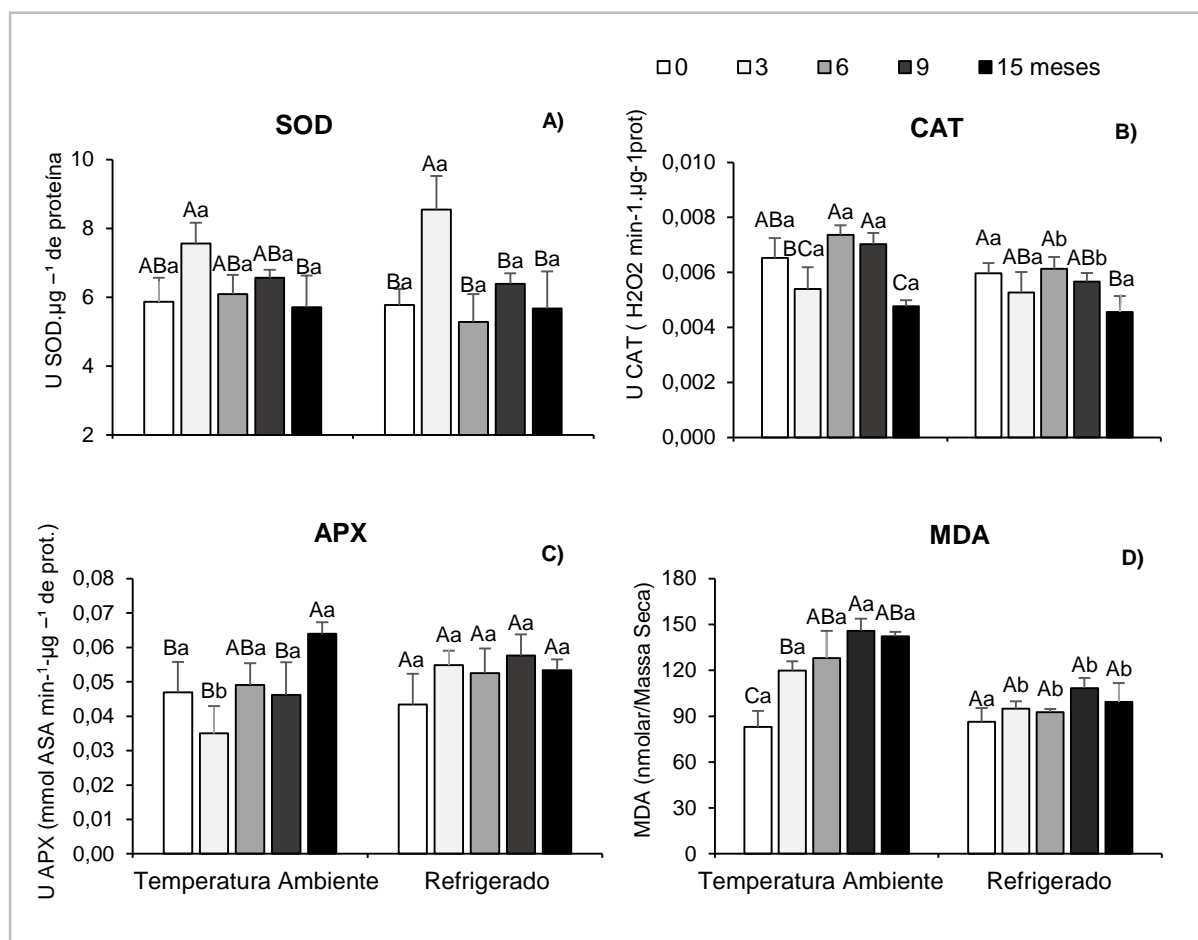 0 3 6 9 15 meses
SOD A)
U SOD.µg ⁻¹ de proteína
10
8
6
4
2
ABa Aa ABa ABa Ba
Ba Aa Ba Ba Ba
CAT B)
U CAT ( H2O2 min-1.µg-1prot)
0,010
0,008
0,006
0,004
0,002
0,000
ABa BCa Aa Aa Ca
Aa ABa Ab ABb Ba
APX C)
U APX (mmol ASA min-¹-µg ⁻¹ de prot.)
0,08
0,07
0,06
0,05
0,04
0,03
0,02
0,01
0,00
Ba Bb ABa Ba Aa
Aa Aa Aa Aa Aa
Temperatura Ambiente Refrigerado
MDA D)
MDA (nmolar/Massa Seca)
180
150
120
90
60
30
0
Ca Ba ABa Aa ABa
Aa Ab Ab Ab Ab
Temperatura Ambiente Refrigerado